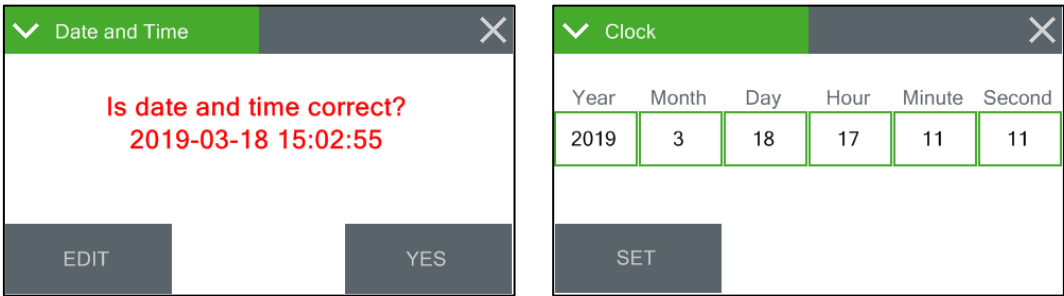 Date and Time
Is date and time correct?
2019-03-18 15:02:55
EDIT YES
Clock
Year Month Day Hour Minute Second
2019 3 18 17 11 11
SET